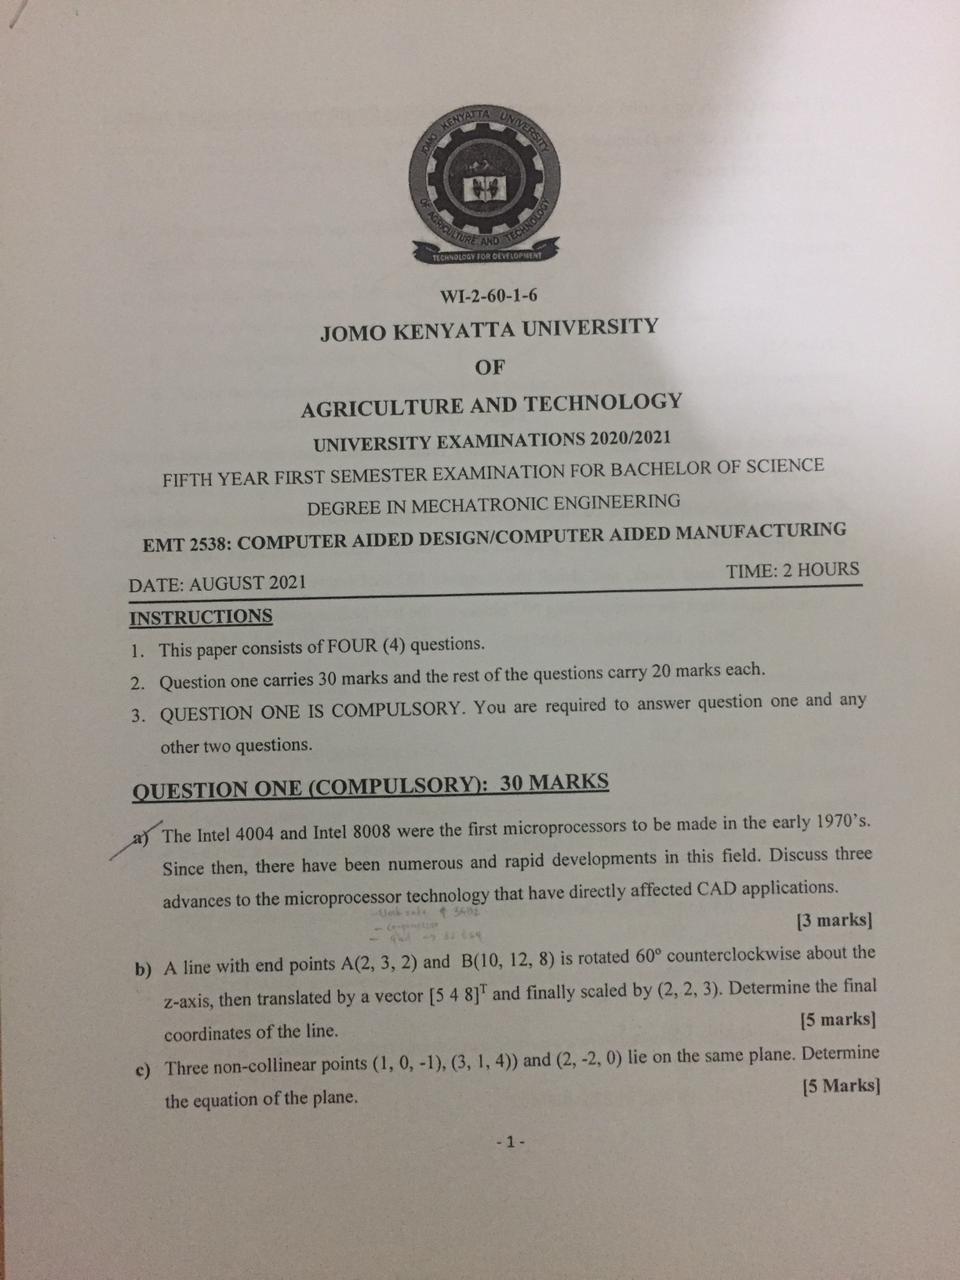 JOMO KENYATTA UNIVERSITY
OF AGRICULTURE AND TECHNOLOGY
TECHNOLOGY FOR DEVELOPMENT
WI-2-60-1-6
JOMO KENYATTA UNIVERSITY
OF
AGRICULTURE AND TECHNOLOGY
UNIVERSITY EXAMINATIONS 2020/2021
FIFTH YEAR FIRST SEMESTER EXAMINATION FOR BACHELOR OF SCIENCE
DEGREE IN MECHATRONIC ENGINEERING
EMT 2538: COMPUTER AIDED DESIGN/COMPUTER AIDED MANUFACTURING
DATE: AUGUST 2021 TIME: 2 HOURS
INSTRUCTIONS
1. This paper consists of FOUR (4) questions.
2. Question one carries 30 marks and the rest of the questions carry 20 marks each.
3. QUESTION ONE IS COMPULSORY. You are required to answer question one and any
other two questions.
QUESTION ONE (COMPULSORY): 30 MARKS
a) The Intel 4004 and Intel 8008 were the first microprocessors to be made in the early 1970's.
Since then, there have been numerous and rapid developments in this field. Discuss three
advances to the microprocessor technology that have directly affected CAD applications.
[3 marks]
b) A line with end points A(2, 3, 2) and B(10, 12, 8) is rotated 60° counterclockwise about the
z-axis, then translated by a vector [5 4 8]ᵀ and finally scaled by (2, 2, 3). Determine the final
coordinates of the line. [5 marks]
c) Three non-collinear points (1, 0, -1), (3, 1, 4)) and (2, -2, 0) lie on the same plane. Determine
the equation of the plane. [5 Marks]
- 1 -